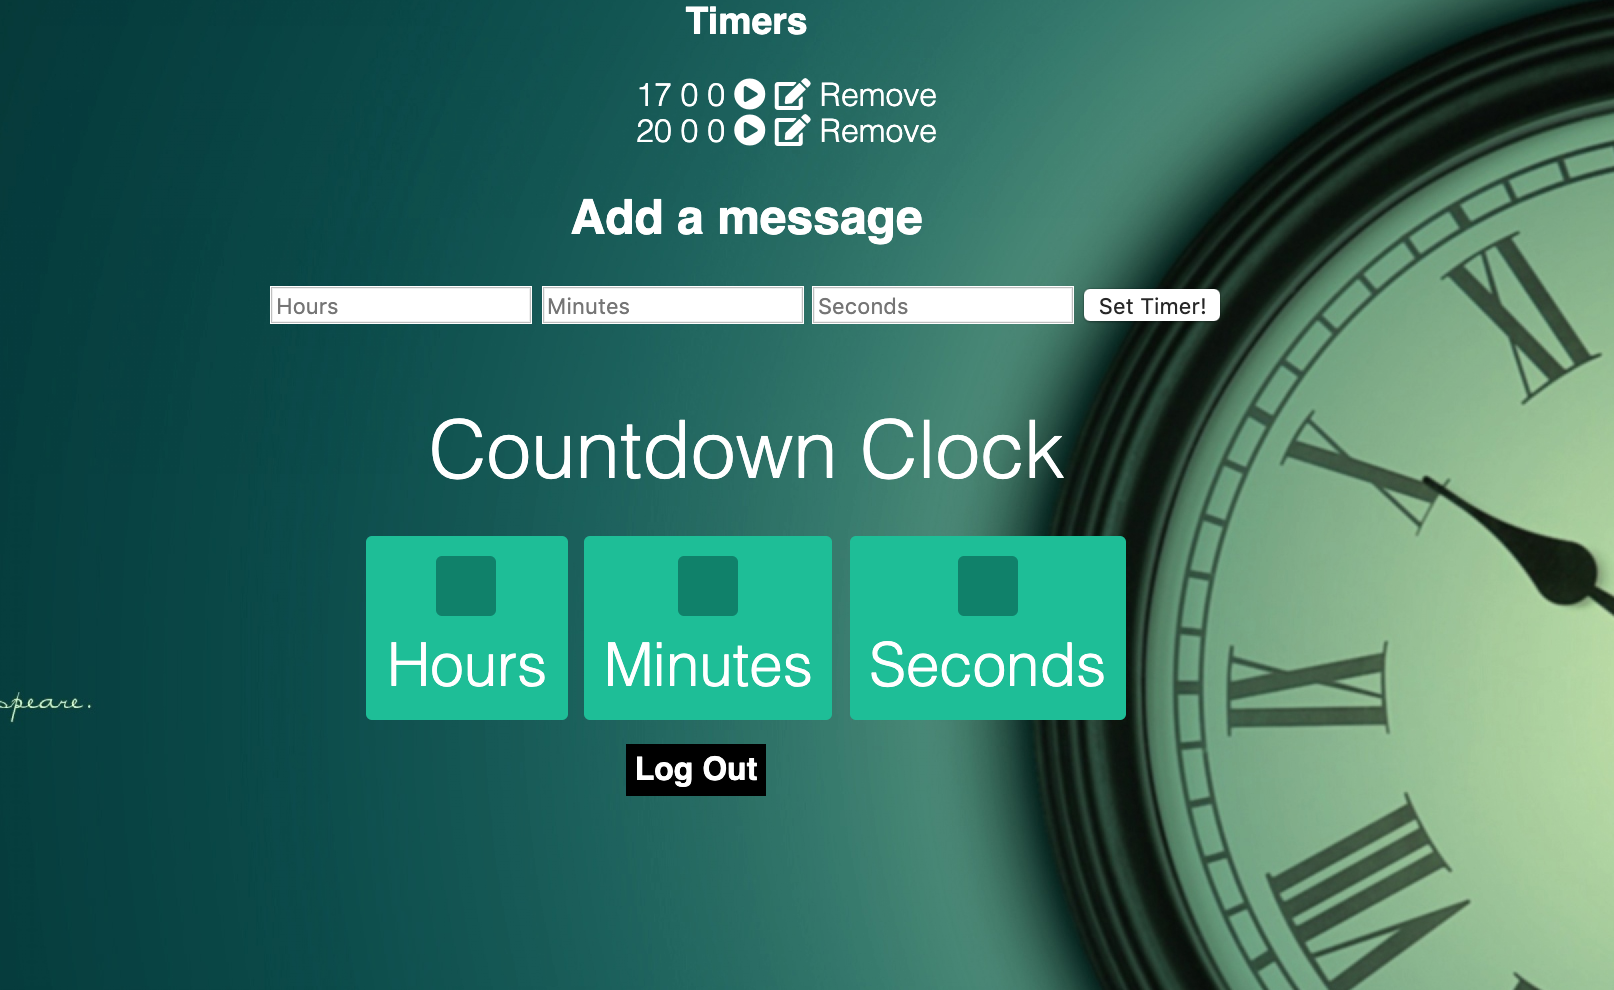 Timers
17 0 0 Remove
20 0 0 Remove
Add a message
Hours Minutes Seconds Set Timer!
Countdown Clock
Hours Minutes Seconds
speare.
Log Out
XI
X
IX
VIII